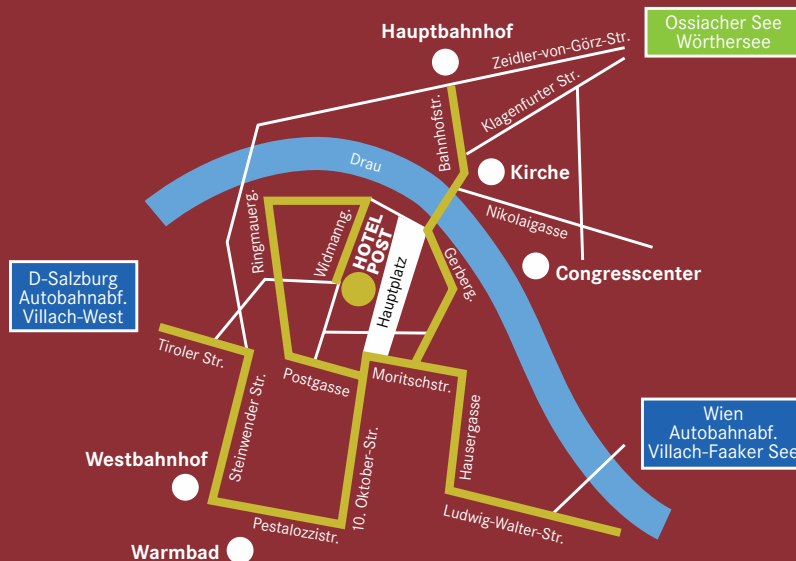 Ossiacher See
Wörthersee
Hauptbahnhof
Zeidler-von-Görz-Str.
Klagenfurter Str.
Bahnhofstr.
Drau
Kirche
Nikolaigasse
Ringmauerg.
Widmanng.
HOTEL
POST
Hauptplatz
Gerberg.
Congresscenter
D-Salzburg
Autobahnabf.
Villach-West
Tiroler Str.
Postgasse
Moritschstr.
Steinwender Str.
10. Oktober-Str.
Hausergasse
Wien
Autobahnabf.
Villach-Faaker See
Westbahnhof
Pestalozzistr.
Ludwig-Walter-Str.
Warmbad